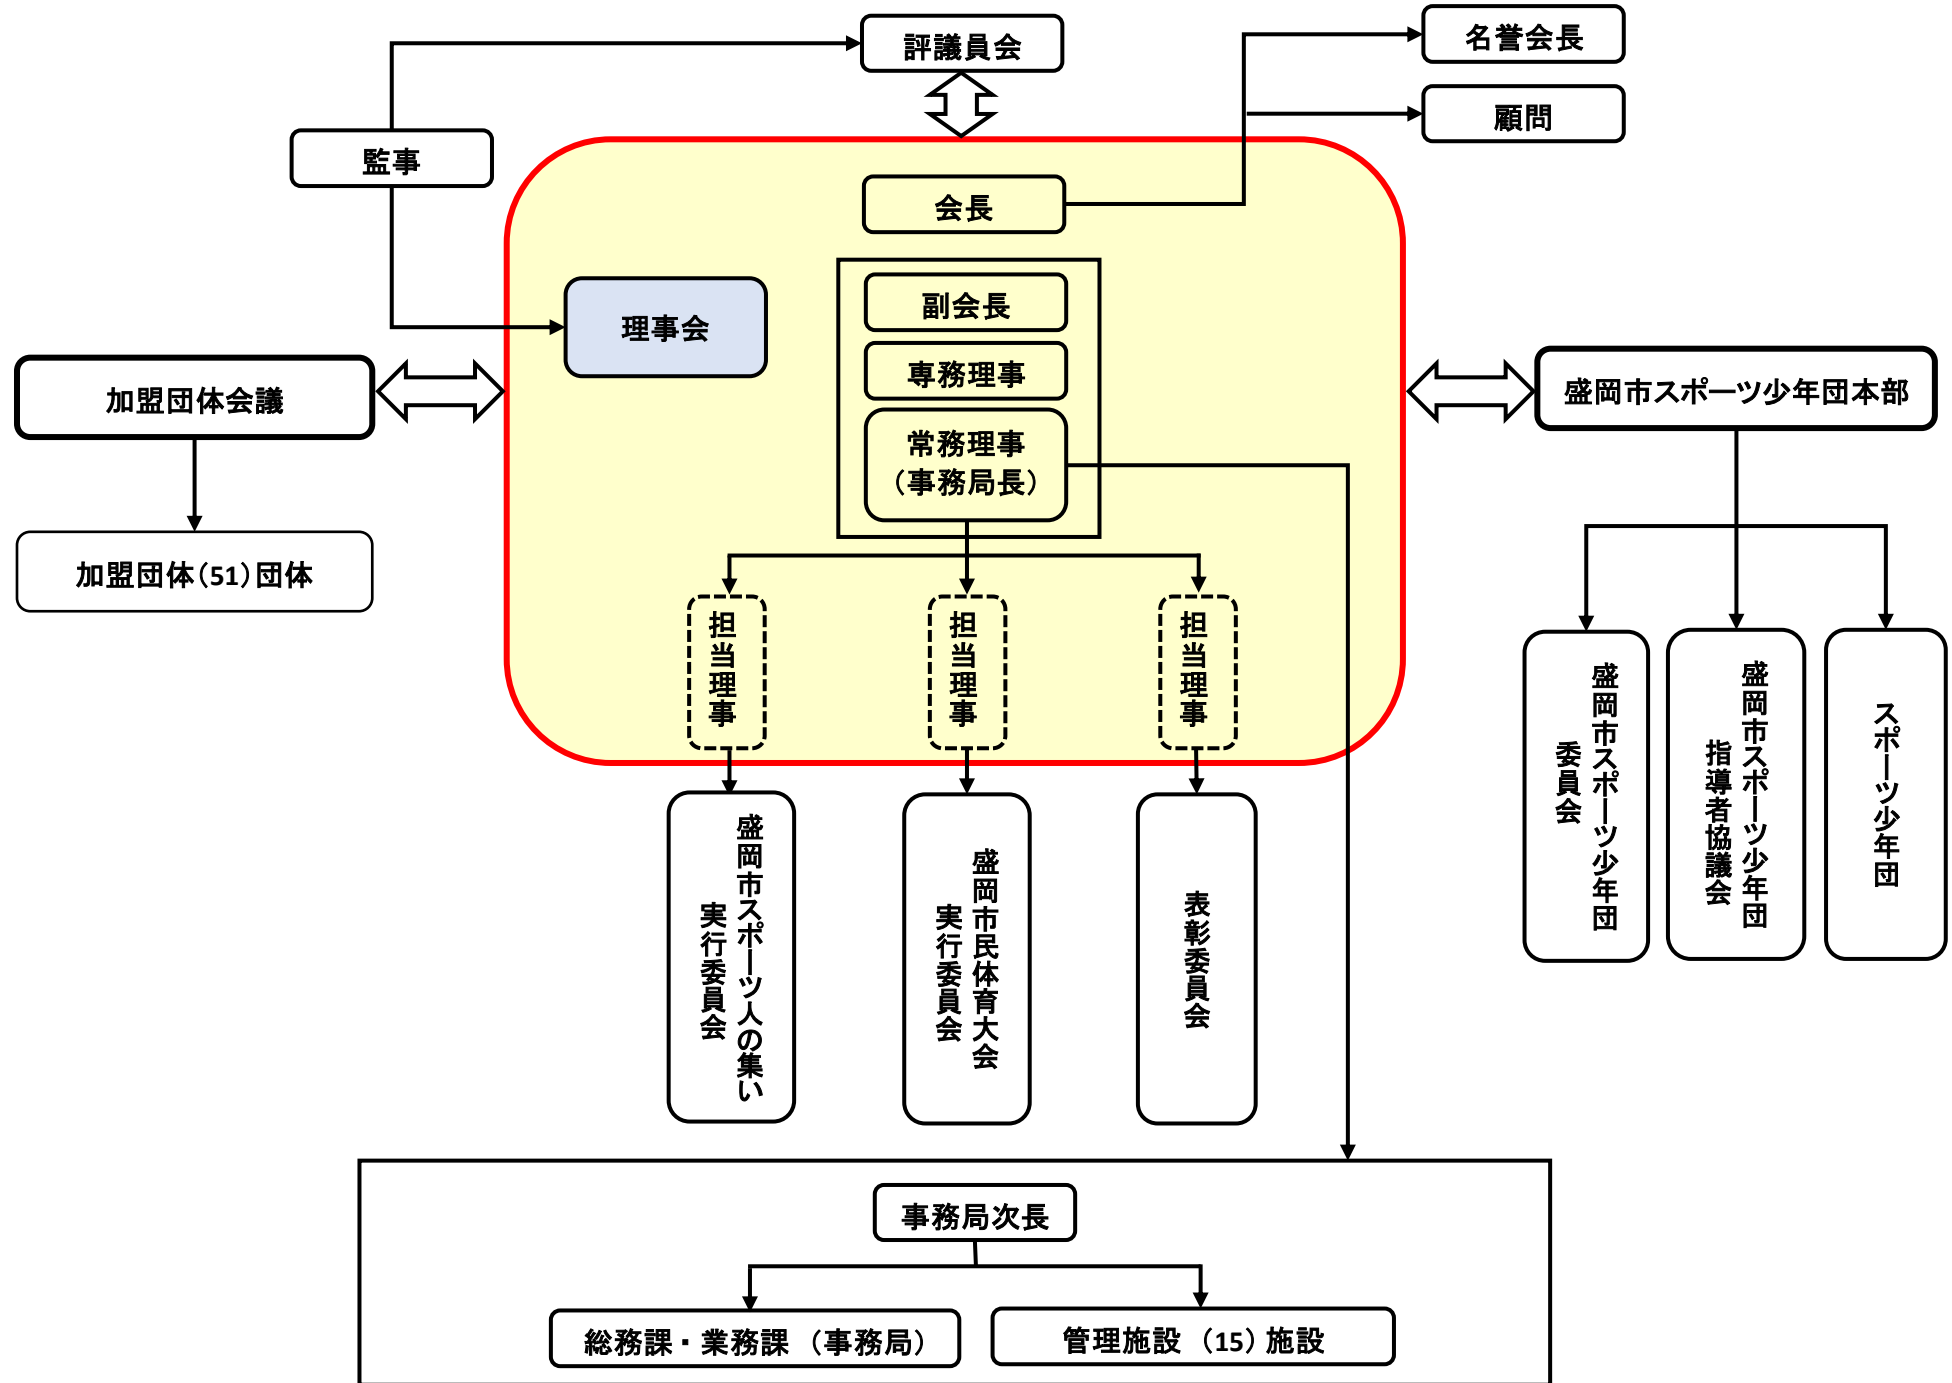 評議員会
名誉会長
顧問
監事
会長
理事会
副会長
専務理事
常務理事
（事務局長）
加盟団体会議
盛岡市スポーツ少年団本部
加盟団体（51）団体
担当理事
担当理事
担当理事
盛岡市スポーツ少年団
委員会
盛岡市スポーツ少年団
指導者協議会
スポーツ少年団
盛岡市スポーツ人の集い
実行委員会
盛岡市民体育大会
実行委員会
表彰委員会
事務局次長
総務課・業務課（事務局）
管理施設（15）施設